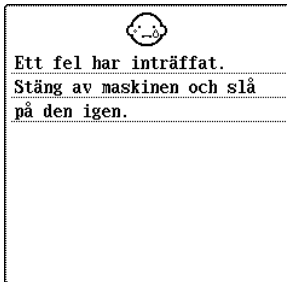 Ett fel har inträffat.
Stäng av maskinen och slå
på den igen.